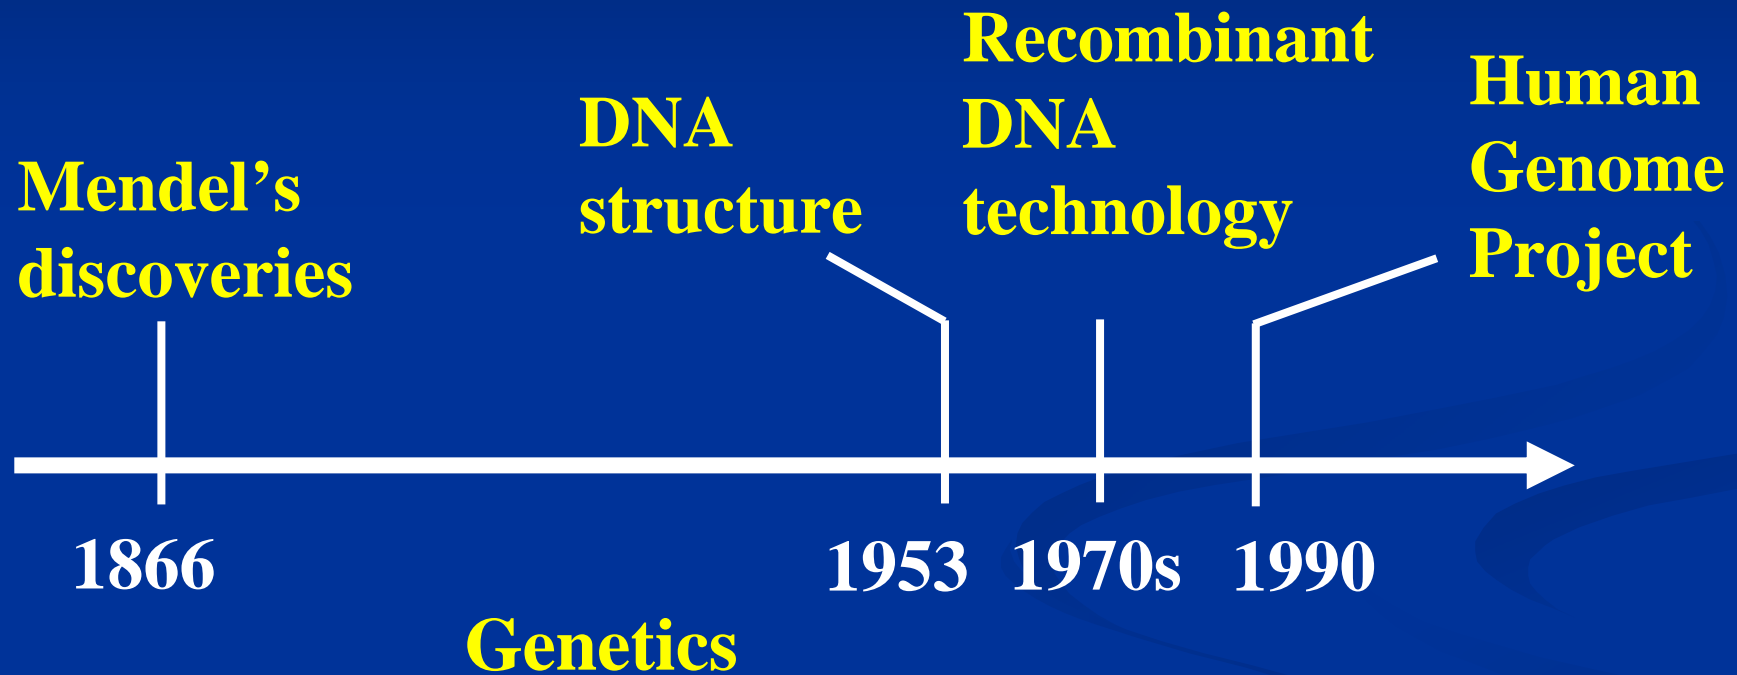 Mendel’s
discoveries
DNA
structure
Recombinant
DNA
technology
Human
Genome
Project
1866
1953
1970s
1990
Genetics